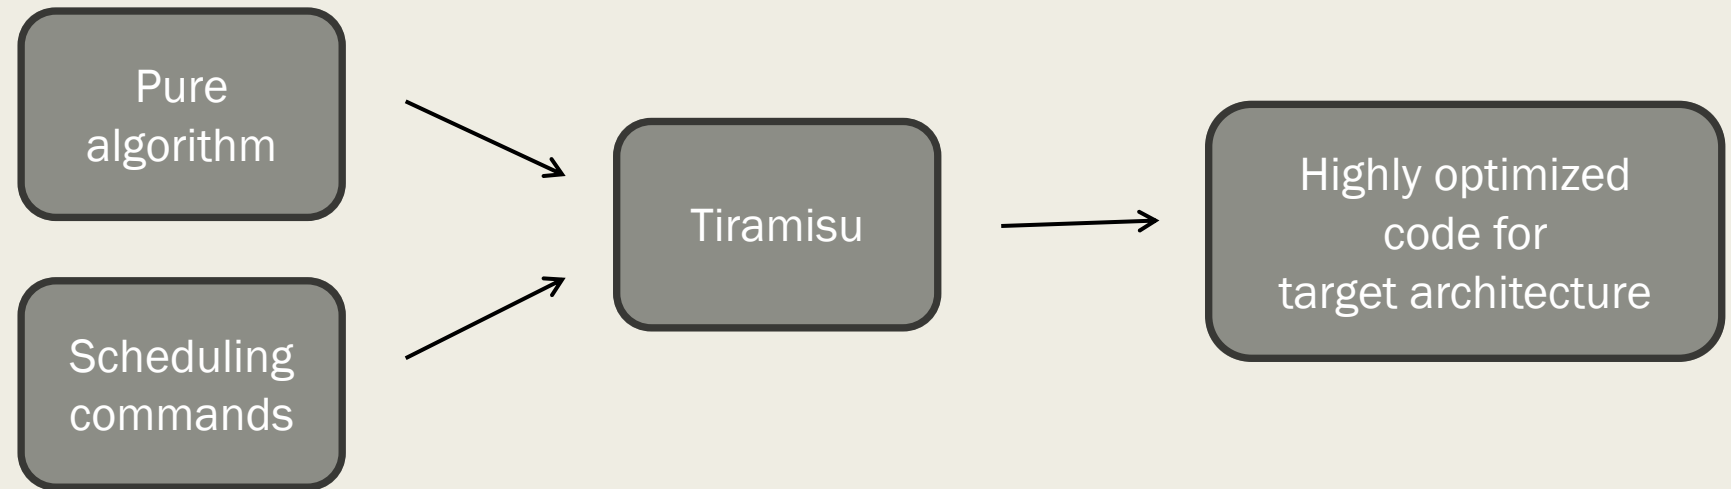 Pure
algorithm
Scheduling
commands
Tiramisu
Highly optimized
code for
target architecture